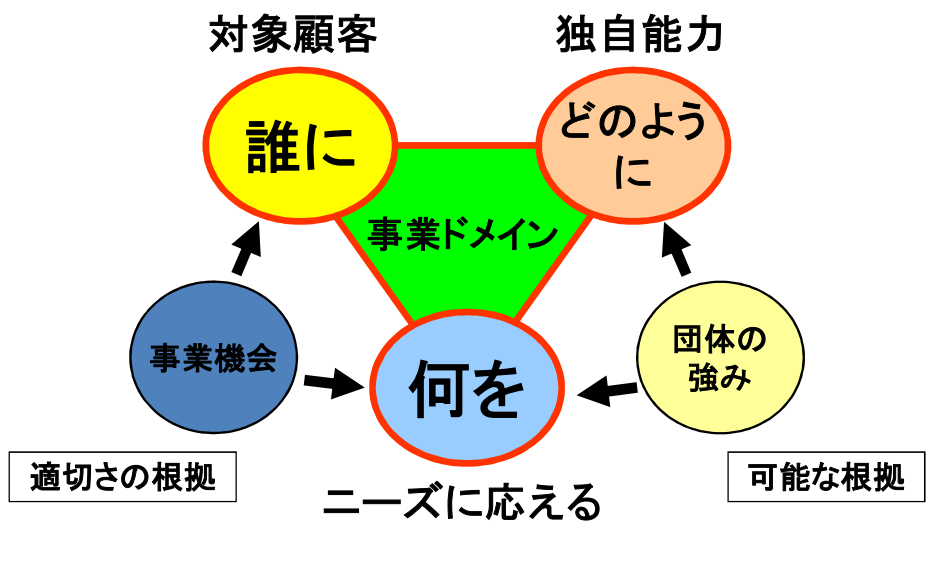 対象顧客
独自能力
誰に
どのよう
に
事業ドメイン
事業機会
何を
団体の
強み
適切さの根拠
可能な根拠
ニーズに応える